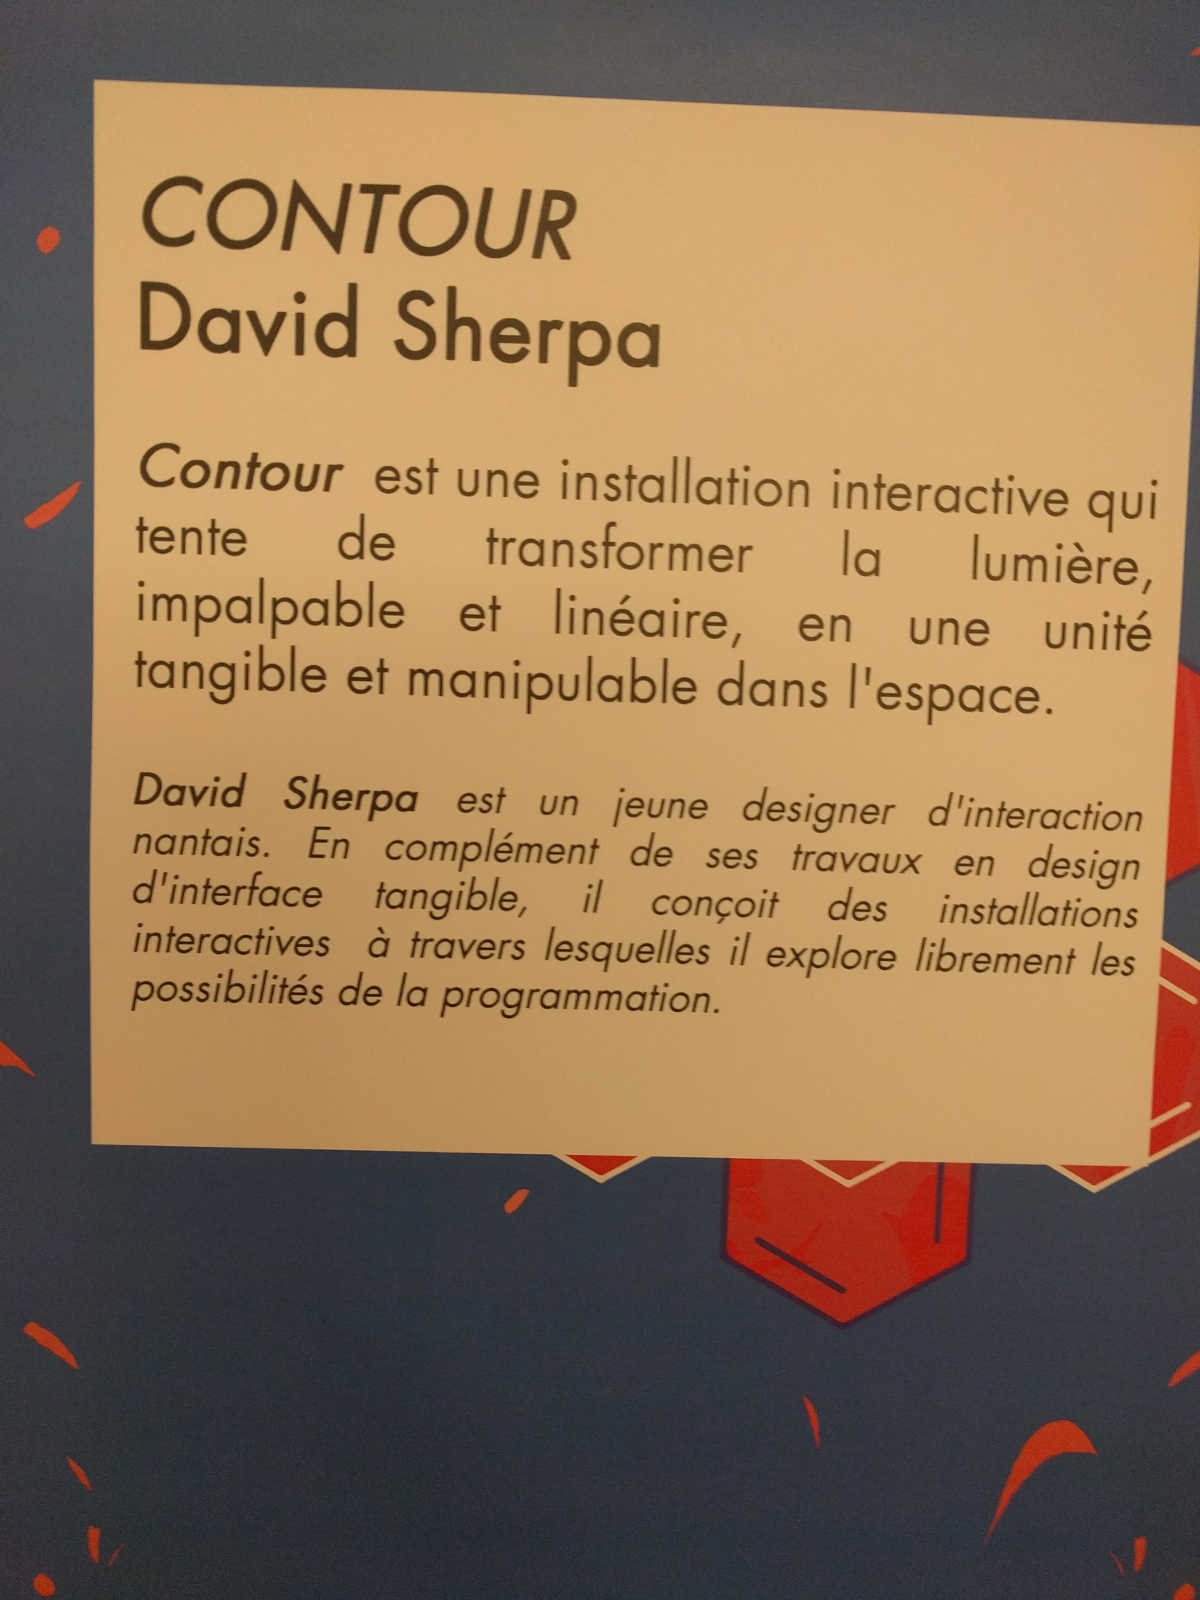 CONTOUR
David Sherpa
Contour est une installation interactive qui
tente de transformer la lumière,
impalpable et linéaire, en une unité
tangible et manipulable dans l'espace.
David Sherpa est un jeune designer d'interaction
nantais. En complément de ses travaux en design
d'interface tangible, il conçoit des installations
interactives à travers lesquelles il explore librement les
possibilités de la programmation.